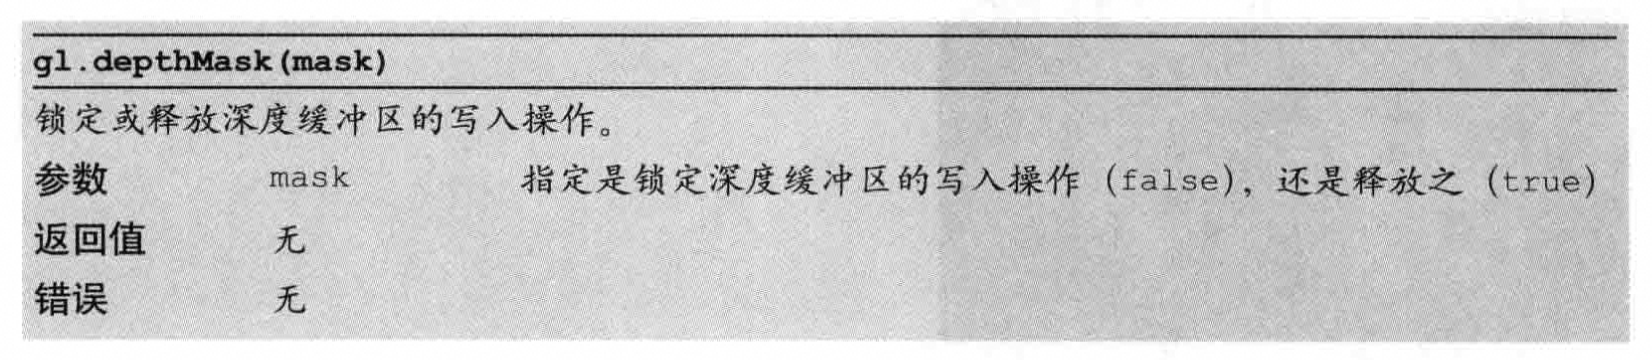 gl.depthMask(mask)
锁定或释放深度缓冲区的写入操作。
参数 mask 指定是锁定深度缓冲区的写入操作（false），还是释放之（true）
返回值 无
错误 无